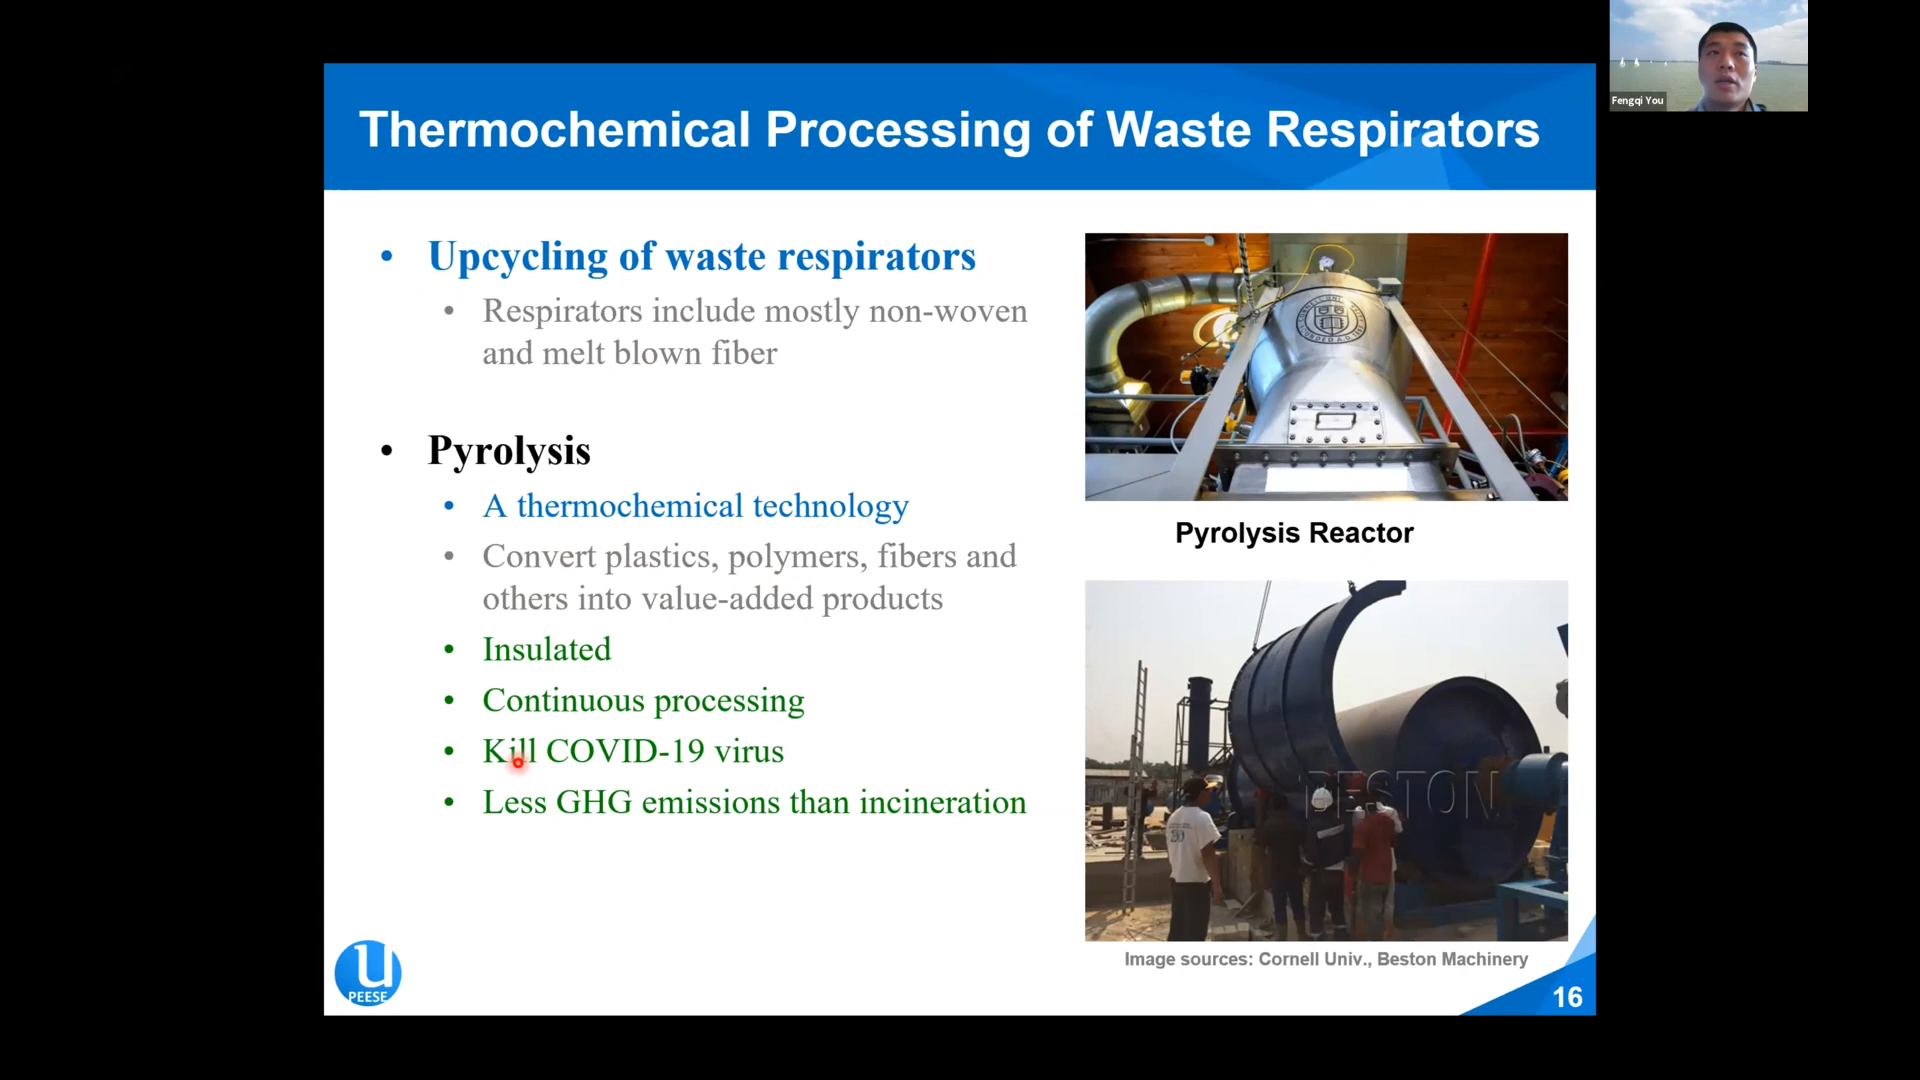 Fengqi You
Thermochemical Processing of Waste Respirators
• Upcycling of waste respirators
• Respirators include mostly non-woven
and melt blown fiber
• Pyrolysis
• A thermochemical technology
• Convert plastics, polymers, fibers and
others into value-added products
• Insulated
• Continuous processing
• Kill COVID-19 virus
• Less GHG emissions than incineration
Pyrolysis Reactor
BESTON
Image sources: Cornell Univ., Beston Machinery
u
PEESE
16